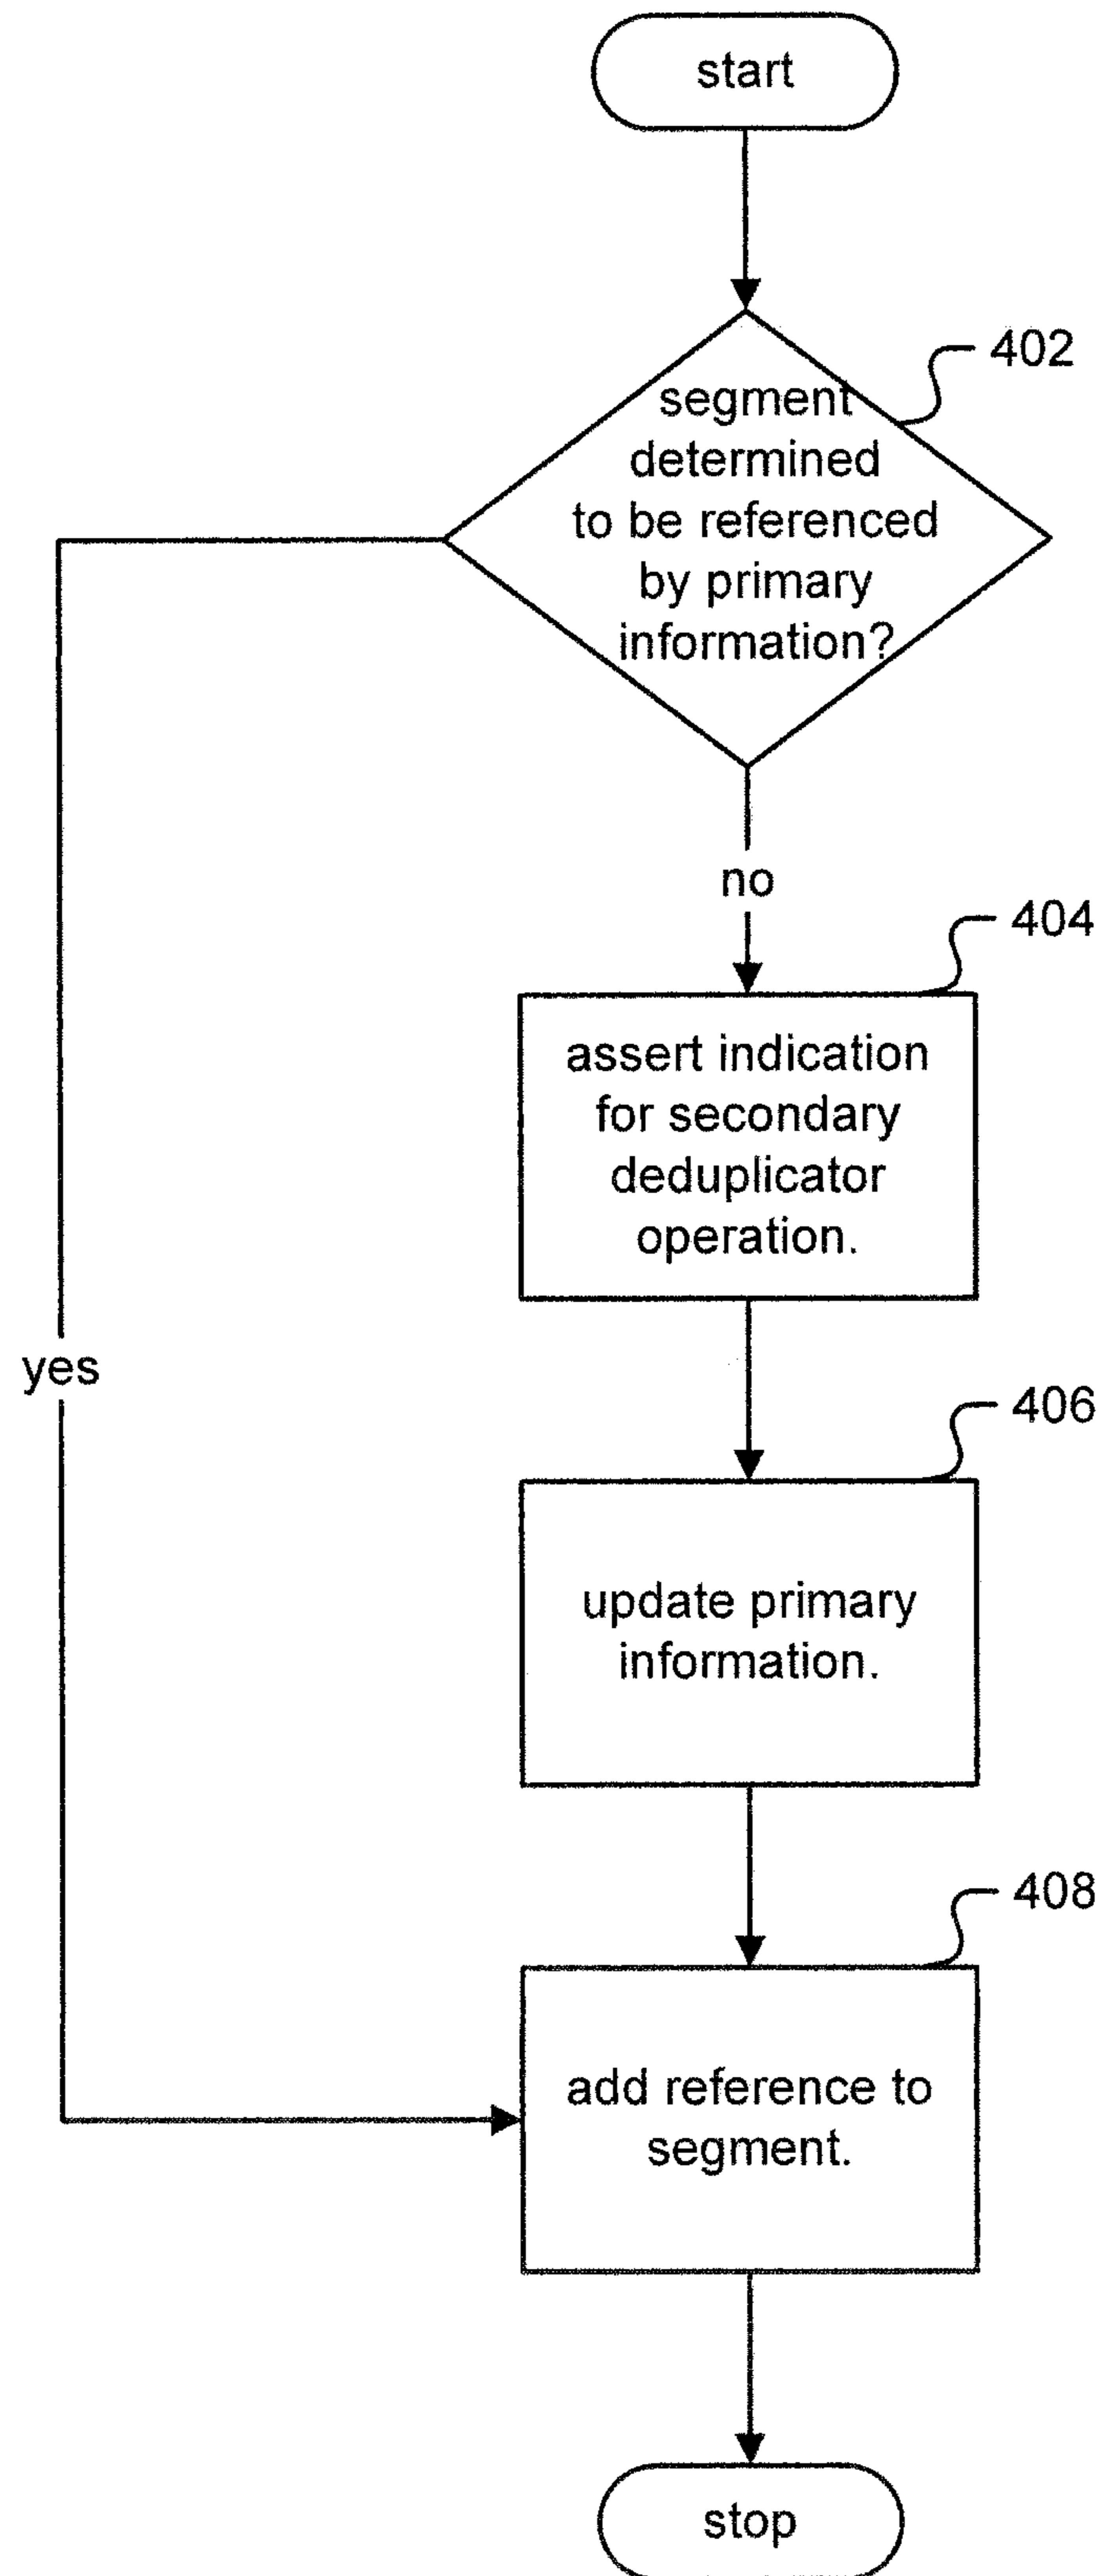 start
402
segment
determined
to be referenced
by primary
information?
no
404
assert indication
for secondary
deduplicator
operation.
yes
406
update primary
information.
408
add reference to
segment.
stop